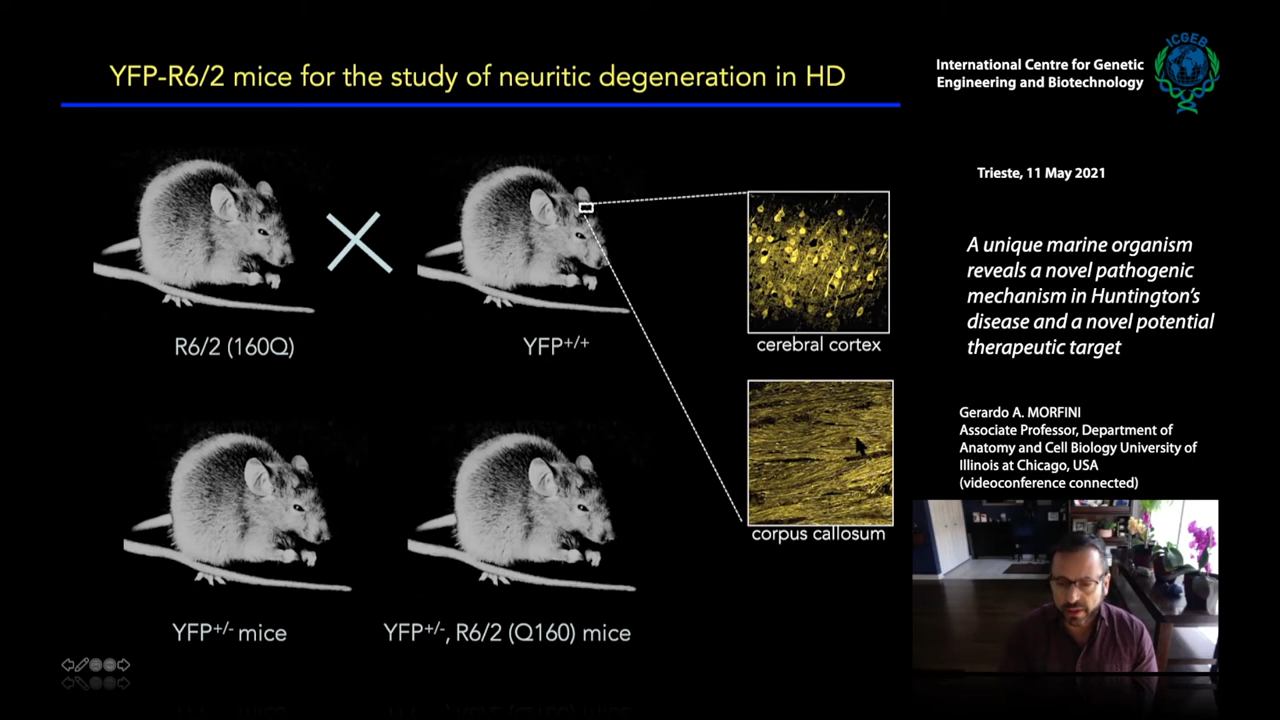 YFP-R6/2 mice for the study of neuritic degeneration in HD
International Centre for Genetic
Engineering and Biotechnology
ICGEB
Trieste, 11 May 2021
A unique marine organism
reveals a novel pathogenic
mechanism in Huntington's
disease and a novel potential
therapeutic target
R6/2 (160Q)
YFP+/+
cerebral cortex
corpus callosum
YFP+/- mice
YFP+/-, R6/2 (Q160) mice
Gerardo A. MORFINI
Associate Professor, Department of
Anatomy and Cell Biology University of
Illinois at Chicago, USA
(videoconference connected)